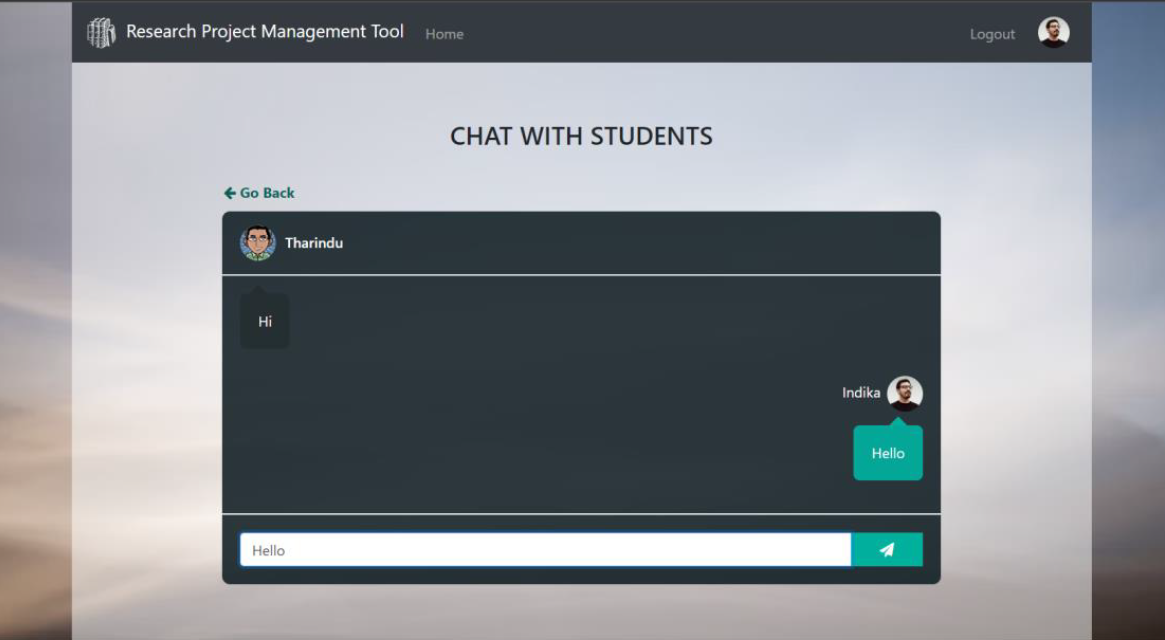 Research Project Management Tool Home Logout
CHAT WITH STUDENTS
Go Back
Tharindu
Hi
Indika
Hello
Hello